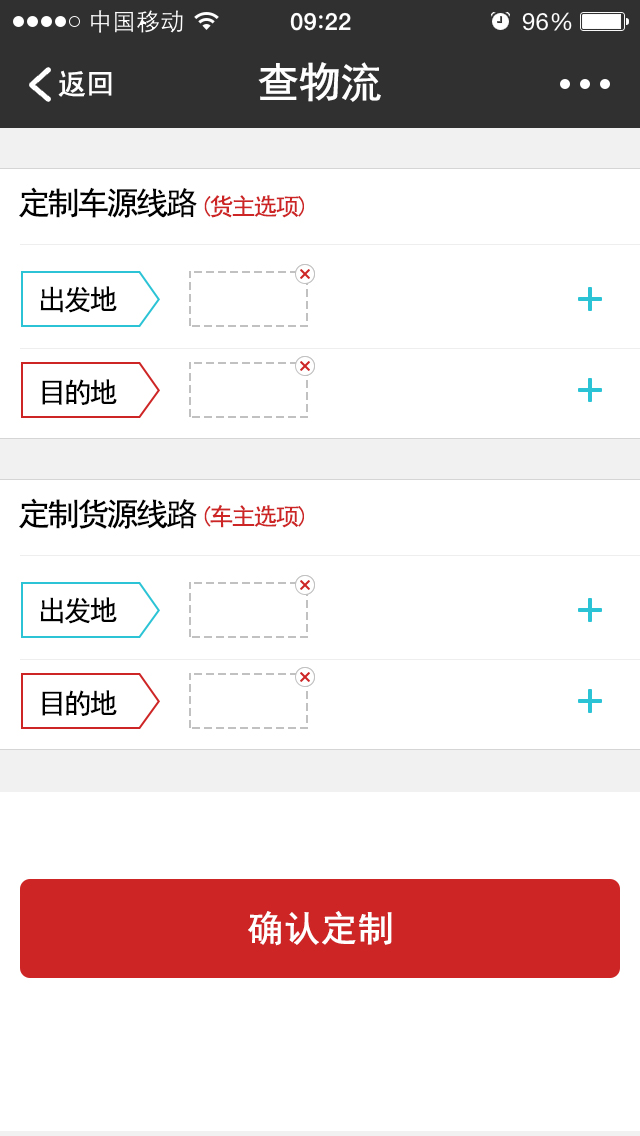 中国移动 09:22 96%
返回 查物流
定制车源线路 (货主选项)
出发地
目的地
定制货源线路 (车主选项)
出发地
目的地
确认定制